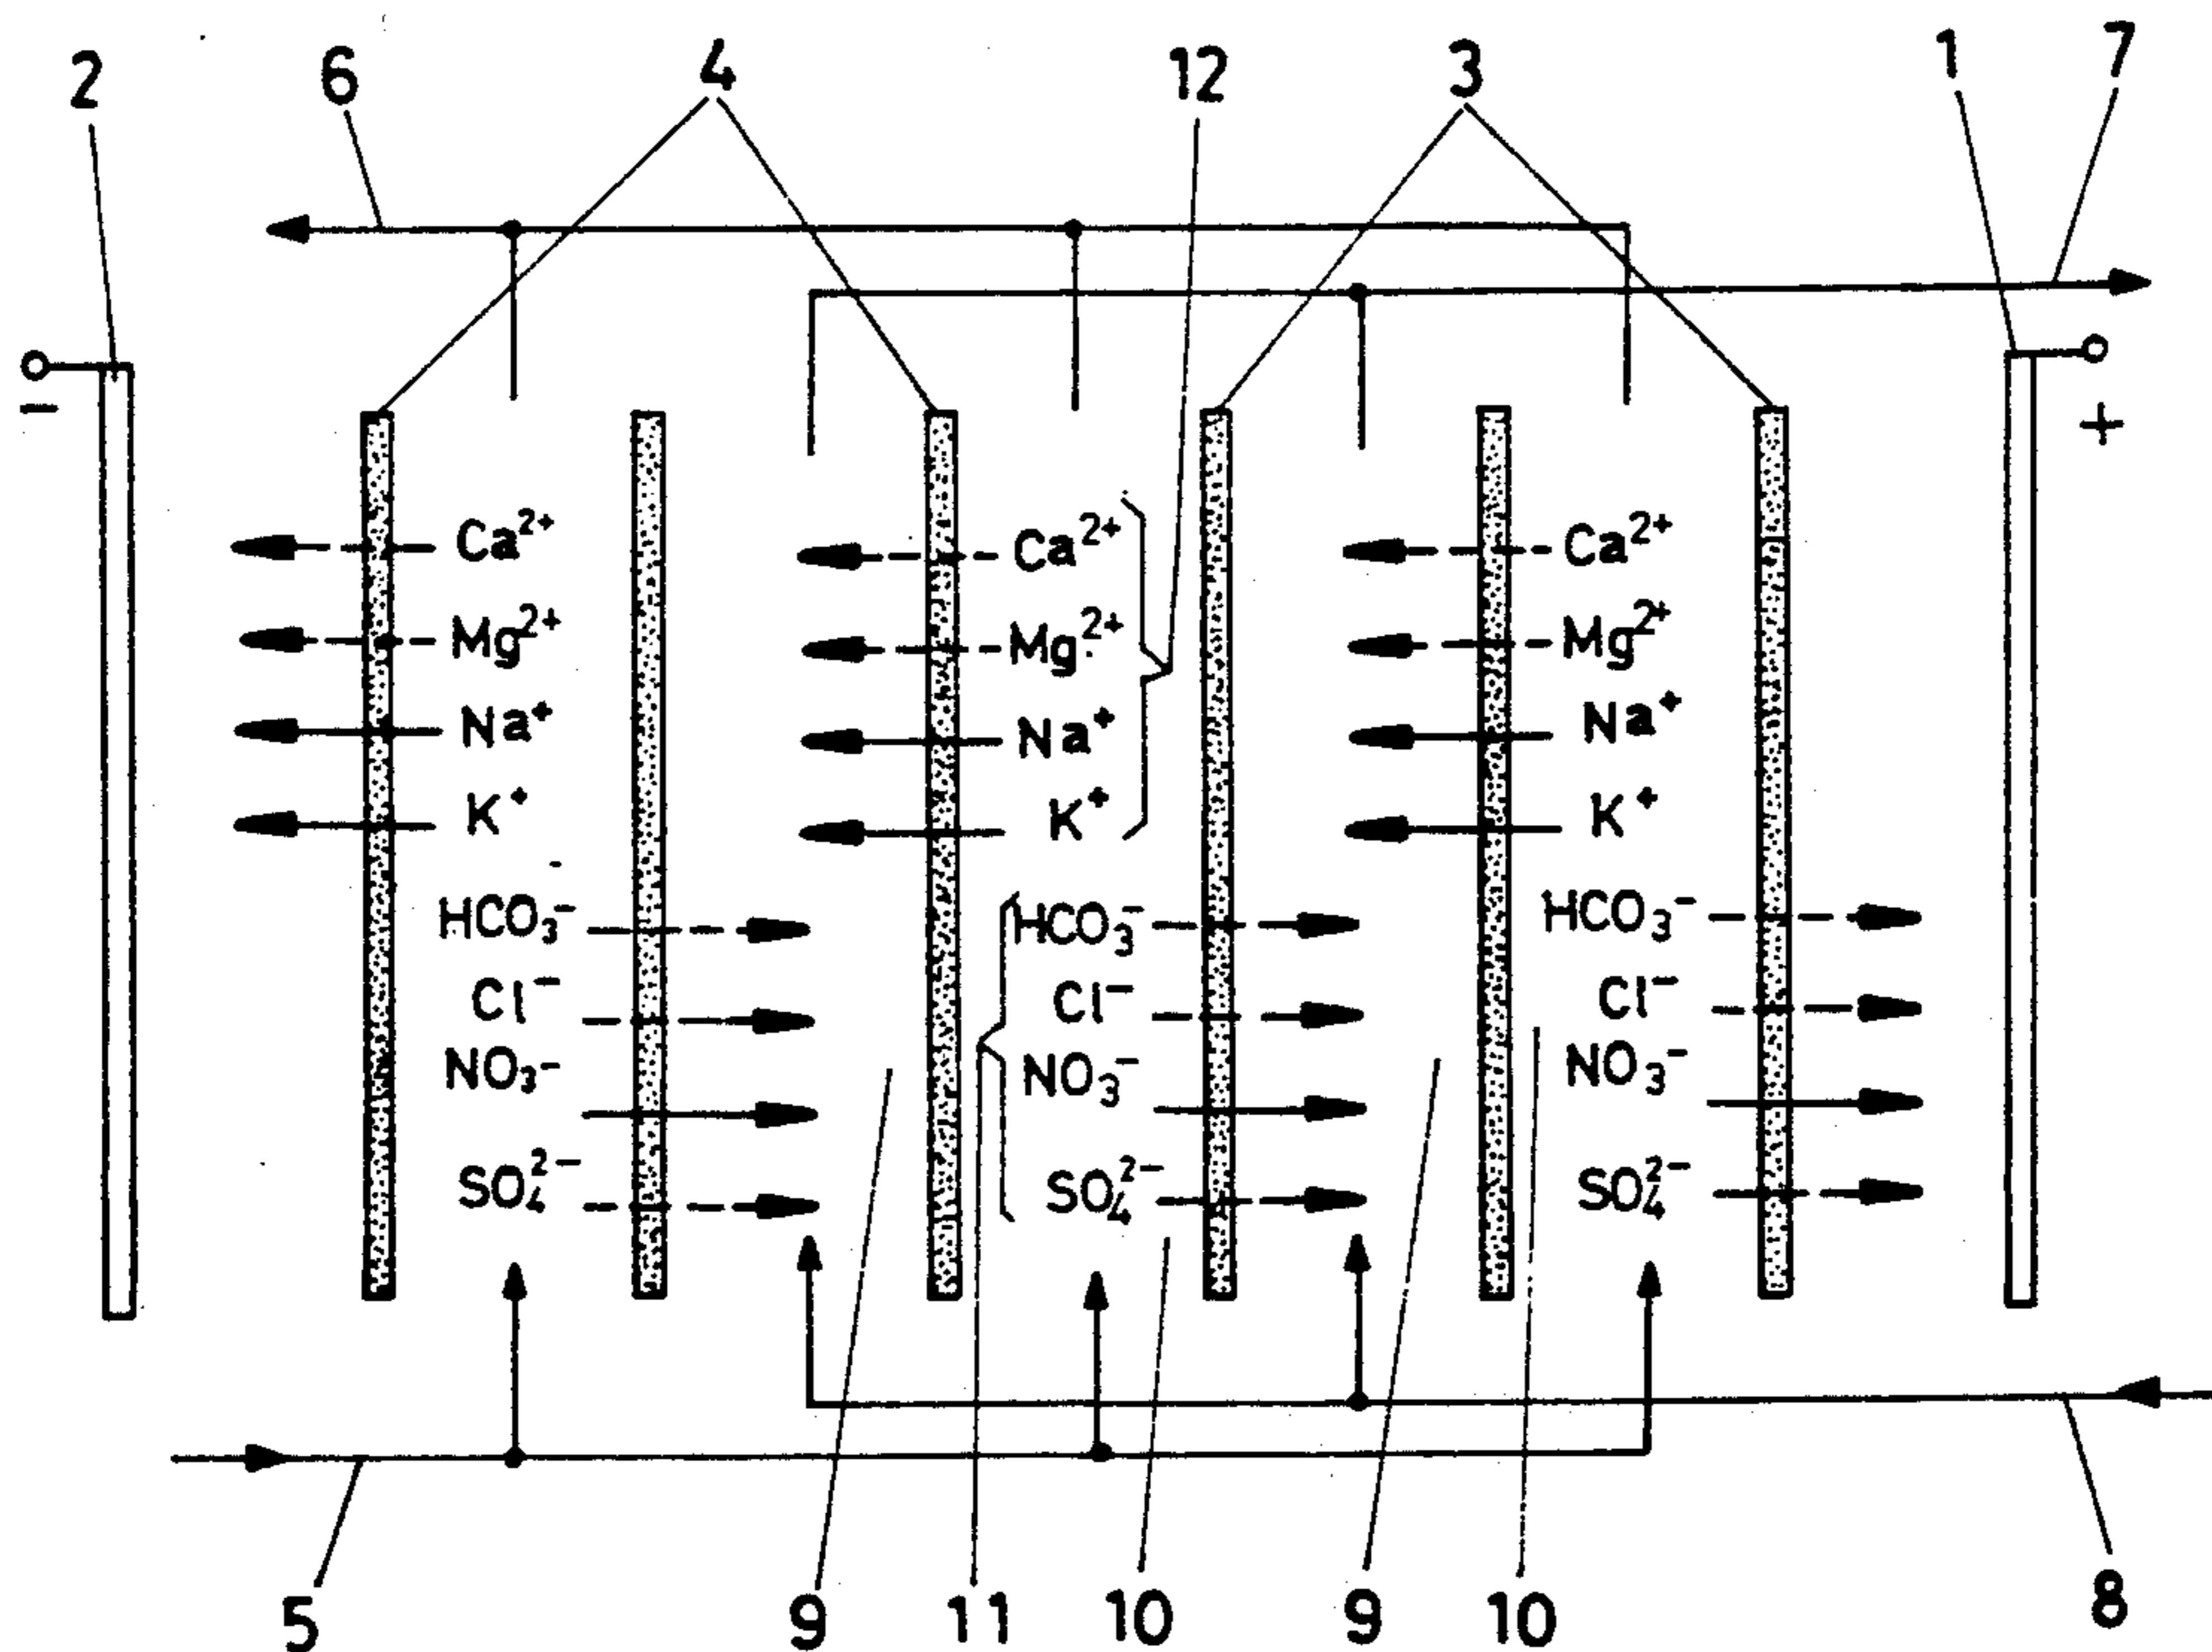 2 6 4 12 3 1 7
- +
Ca²⁺ Ca²⁺ Ca²⁺
Mg²⁺ Mg²⁺ Mg²⁺
Na⁺ Na⁺ Na⁺
K⁺ K⁺ K⁺
HCO₃⁻ HCO₃⁻ HCO₃⁻
Cl⁻ Cl⁻ Cl⁻
NO₃⁻ NO₃⁻ NO₃⁻
SO₄²⁻ SO₄²⁻ SO₄²⁻
5 9 11 10 9 10 8